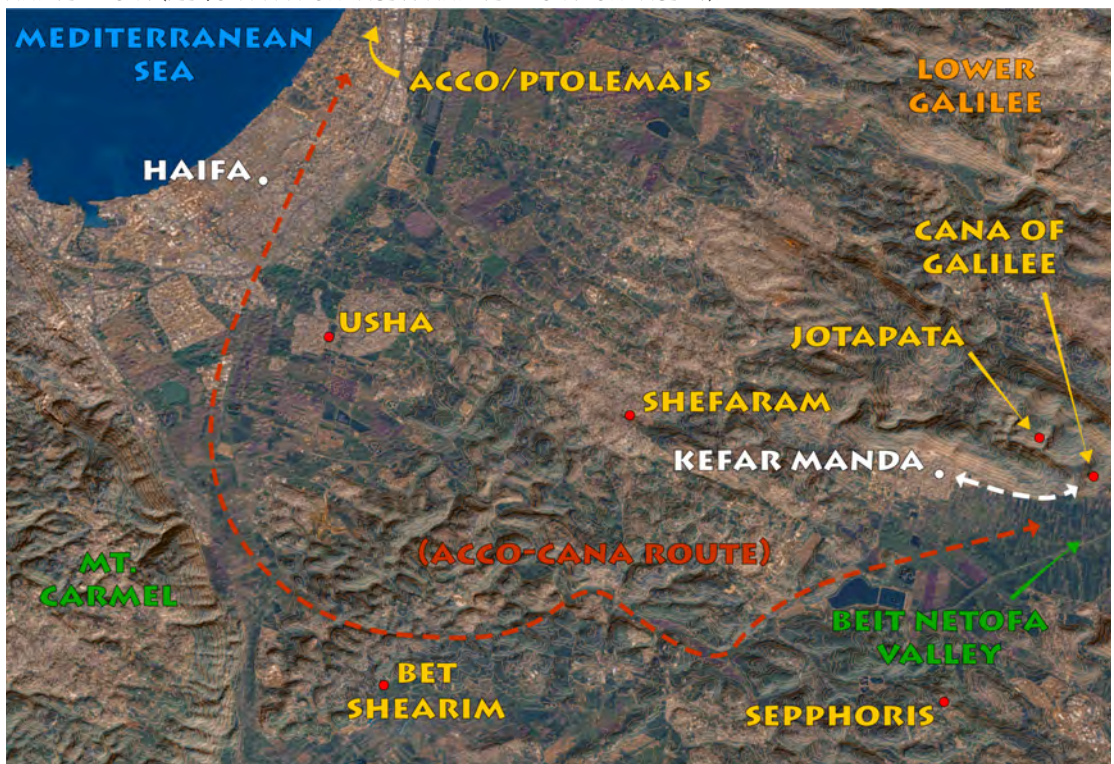 MEDITERRANEAN
SEA
ACCO/PTOLEMAIS
LOWER
GALILEE
HAIFA
CANA OF
GALILEE
USHA
JOTAPATA
SHEFARAM
KEFAR MANDA
(ACCO-CANA ROUTE)
MT.
CARMEL
BEIT NETOFA
VALLEY
BET
SHEARIM
SEPPHORIS